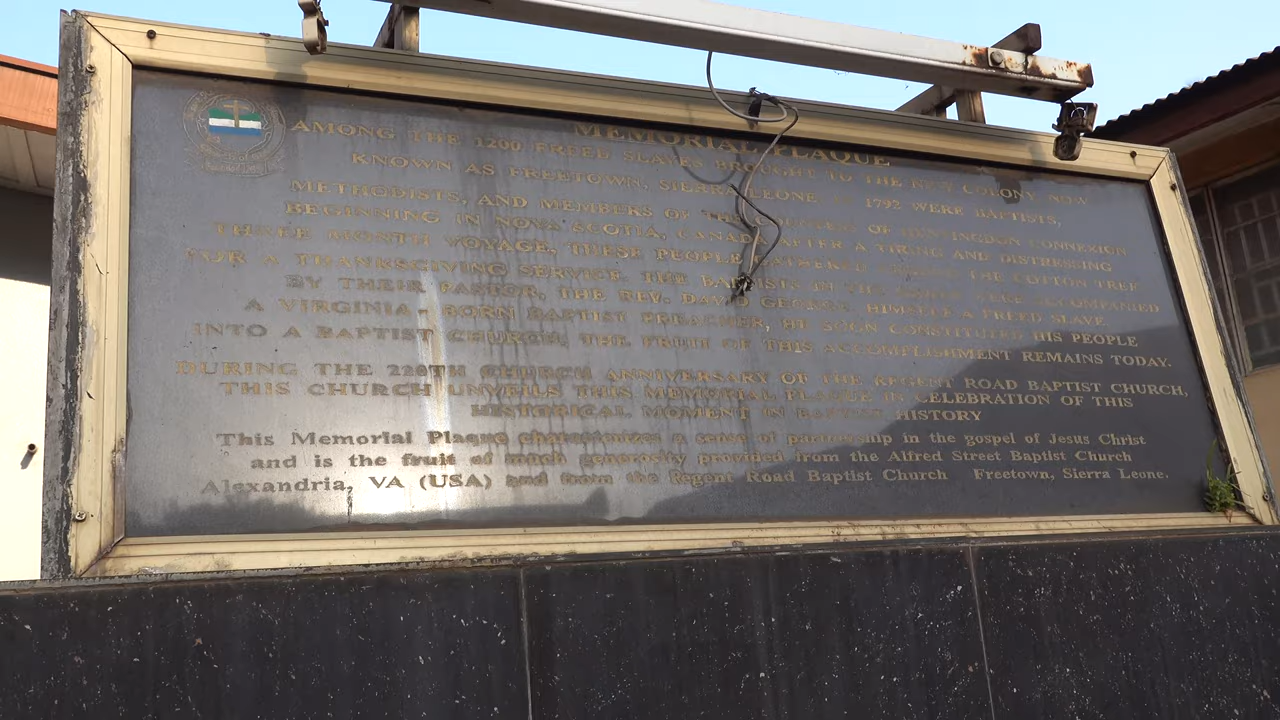 MEMORIAL PLAQUE
AMONG THE 1200 FREED SLAVES BROUGHT TO THE NEW COLONY, NOW
KNOWN AS FREETOWN, SIERRA LEONE IN 1792 WERE BAPTISTS,
METHODISTS, AND MEMBERS OF THE COUNTESS OF HUNTINGDON CONNEXION
BEGINNING IN NOVA SCOTIA, CANADA AFTER A TIRING AND DISTRESSING
THREE MONTH VOYAGE, THESE PEOPLE GATHERED AROUND THE COTTON TREE
FOR A THANKSGIVING SERVICE. THE BAPTISTS IN THE WERE ACCOMPANIED
BY THEIR PASTOR, THE REV. DAVID GEORGE, HIMSELF A FREED SLAVE.
A VIRGINIA - BORN BAPTIST PREACHER, HE SOON CONSTITUTED HIS PEOPLE
INTO A BAPTIST CHURCH, THE FRUIT OF THIS ACCOMPLISHMENT REMAINS TODAY.
DURING THE 220TH CHURCH ANNIVERSARY OF THE REGENT ROAD BAPTIST CHURCH,
THIS CHURCH UNVEILS THIS MEMORIAL PLAQUE IN CELEBRATION OF THIS
HISTORICAL MOMENT IN BAPTIST HISTORY
This Memorial Plaque characterizes a sense of partnership in the gospel of Jesus Christ
and is the fruit of much generosity provided from the Alfred Street Baptist Church
Alexandria, VA (USA) and from the Regent Road Baptist Church Freetown, Sierra Leone.